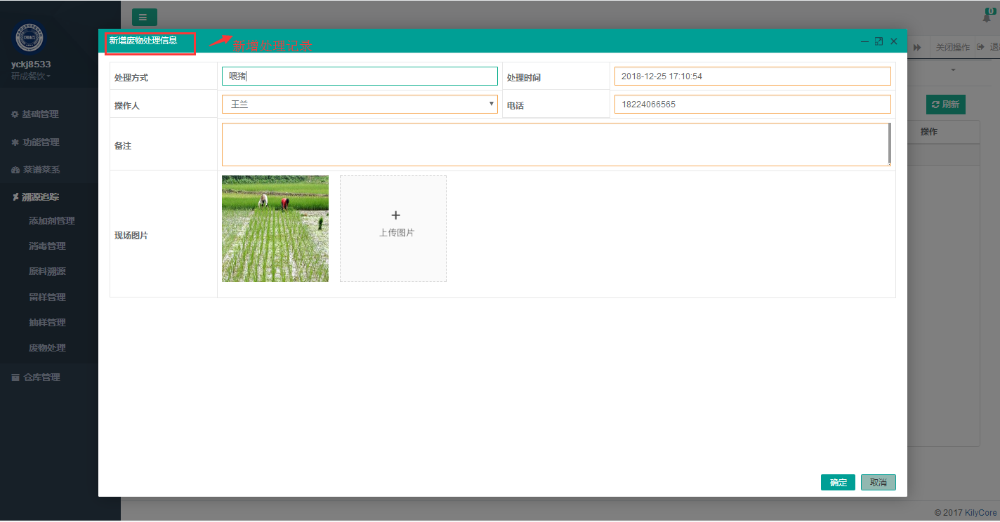 yckj8533
研成餐饮
基础管理
功能管理
菜谱菜系
溯源追踪
添加剂管理
消毒管理
原料溯源
留样管理
抽样管理
废物处理
仓库管理
0
关闭操作
刷新
操作
新增废物处理信息
新增处理记录
处理方式
喂猪
处理时间
2018-12-25 17:10:54
操作人
王兰
电话
18224066565
备注
现场图片
上传图片
确定
取消
© 2017 KilyCore